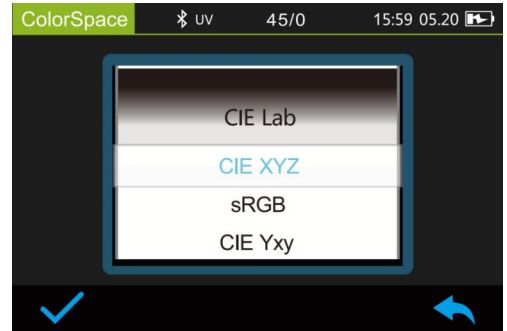 ColorSpace UV 45/0 15:59 05.20
CIE Lab
CIE XYZ
sRGB
CIE Yxy